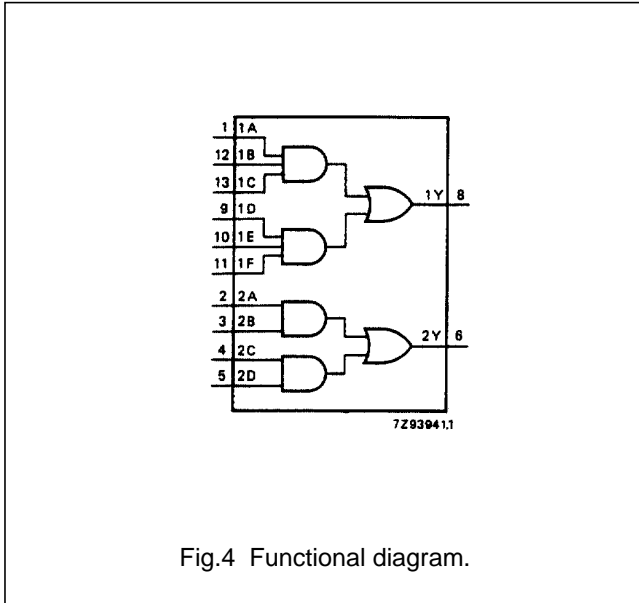 1 1A
12 1B
13 1C
9 1D
10 1E
11 1F
1Y 8
2 2A
3 2B
4 2C
5 2D
2Y 6
7Z93941.1
Fig.4 Functional diagram.